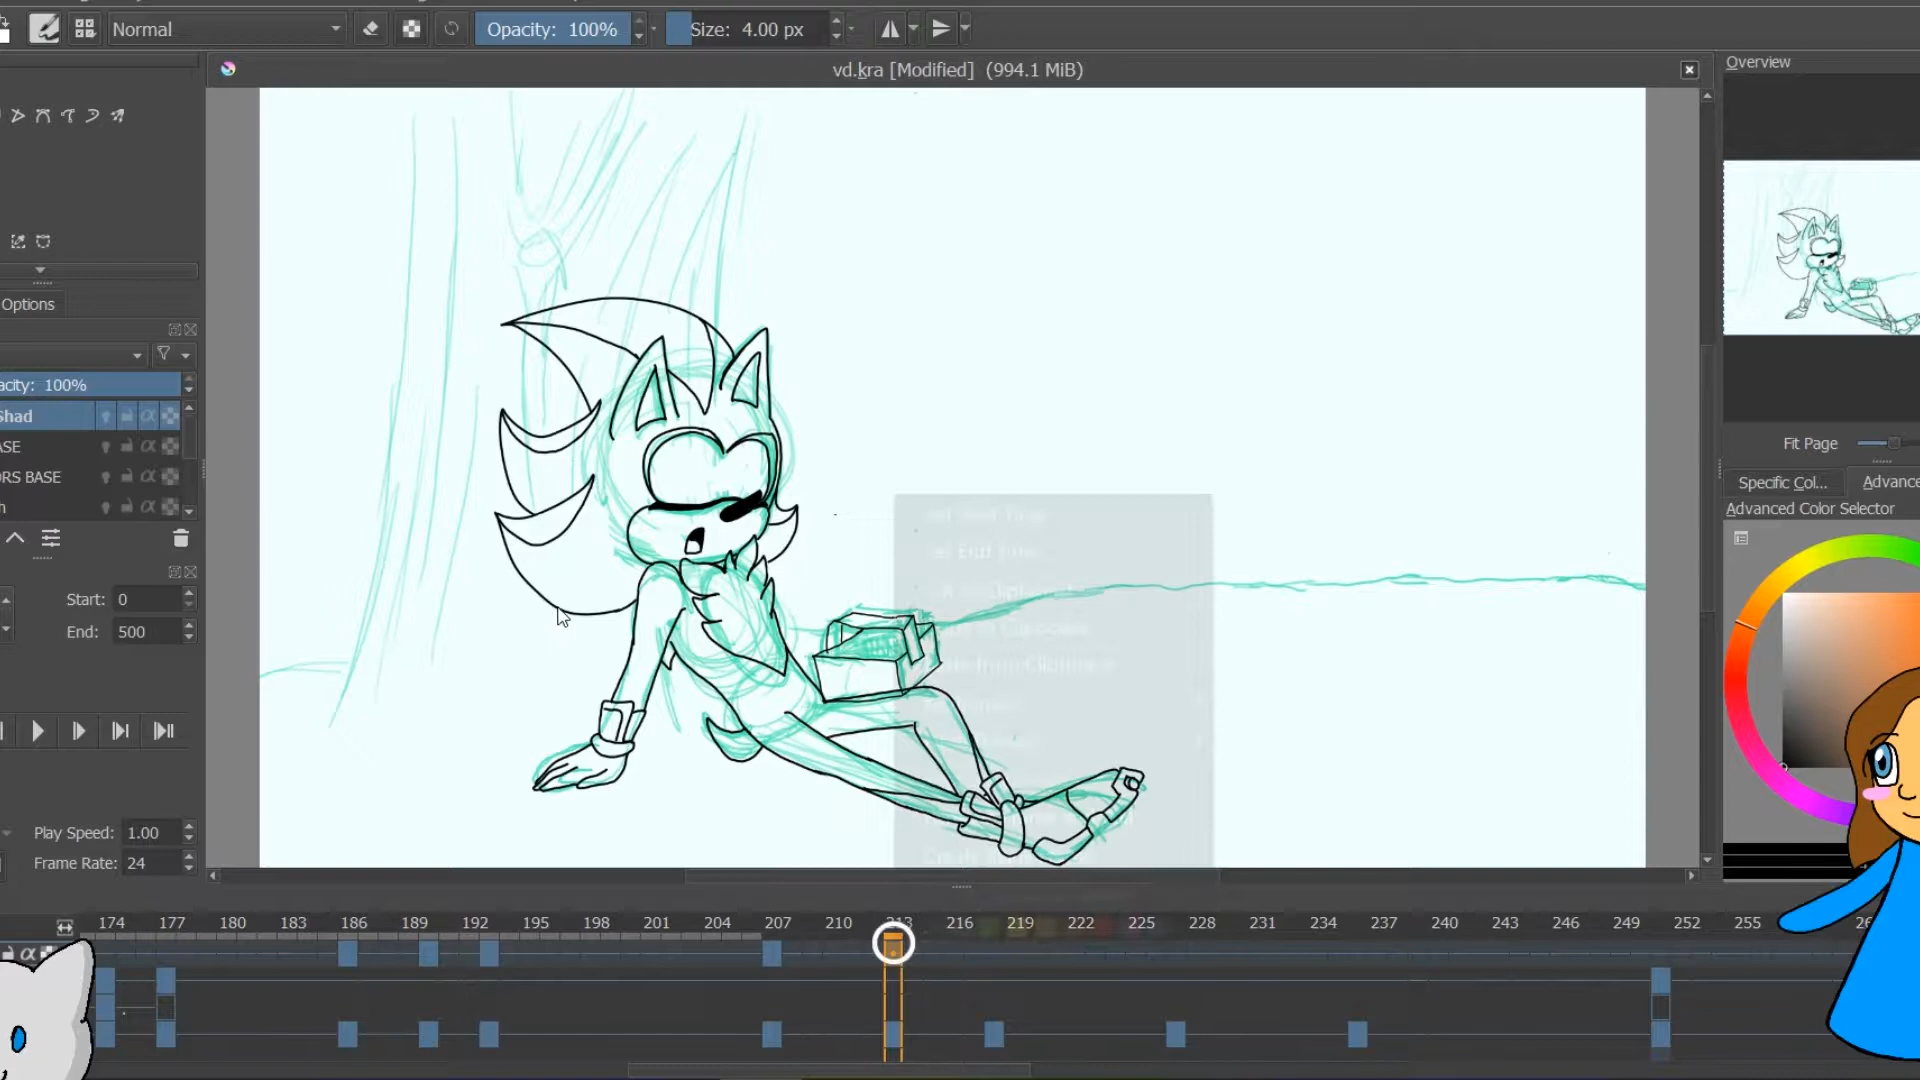 Normal
Opacity: 100%
Size: 4.00 px
vd.kra [Modified] (994.1 MiB)
Overview
Options
acity: 100%
Shad
ASE
ORS BASE
h
Fit Page
Specific Col...
Advance
Advanced Color Selector
Start: 0
End: 500
Play Speed: 1.00
Frame Rate: 24
174 177 180 183 186 189 192 195 198 201 204 207 210 213 216 219 222 225 228 231 234 237 240 243 246 249 252 255